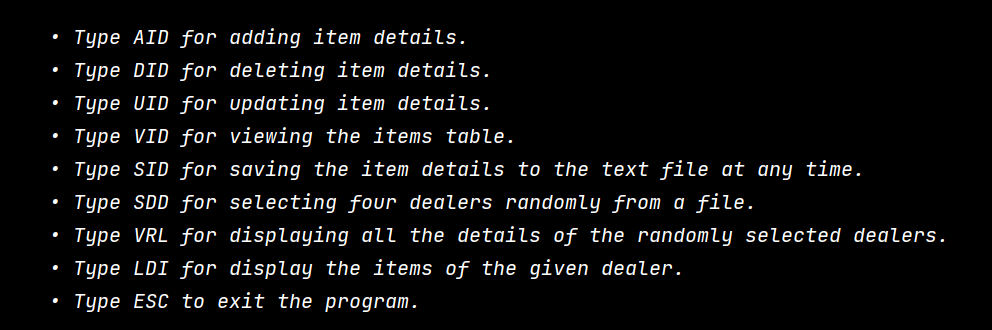 • Type AID for adding item details.
• Type DID for deleting item details.
• Type UID for updating item details.
• Type VID for viewing the items table.
• Type SID for saving the item details to the text file at any time.
• Type SDD for selecting four dealers randomly from a file.
• Type VRL for displaying all the details of the randomly selected dealers.
• Type LDI for display the items of the given dealer.
• Type ESC to exit the program.